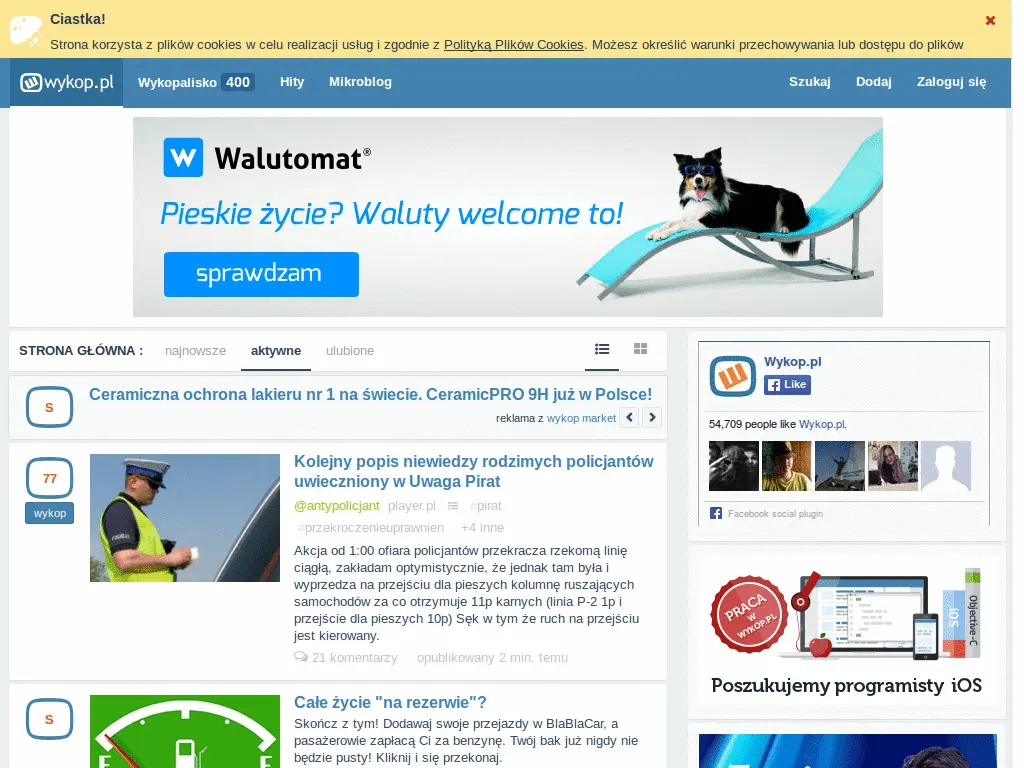 Ciastka!
Strona korzysta z plików cookies w celu realizacji usług i zgodnie z Polityką Plików Cookies. Możesz określić warunki przechowywania lub dostępu do plików
wykop.pl Wykopalisko 400 Hity Mikroblog Szukaj Dodaj Zaloguj się
W Walutomat®
Pieskie życie? Waluty welcome to!
sprawdzam
STRONA GŁÓWNA : najnowsze aktywne ulubione
S
Ceramiczna ochrona lakieru nr 1 na świecie. CeramicPRO 9H już w Polsce!
reklama z wykop market
77
wykop
Kolejny popis niewiedzy rodzimych policjantów
uwieczniony w Uwaga Pirat
@antypolicjant player.pl #pirat
#przekroczenieuprawnien +4 inne
Akcja od 1:00 ofiara policjantów przekracza rzekomą linię
ciągłą, zakładam optymistycznie, że jednak tam była i
wyprzedza na przejściu dla pieszych kolumnę ruszających
samochodów za co otrzymuje 11p karnych (linia P-2 1p i
przejście dla pieszych 10p) Sęk w tym że ruch na przejściu
jest kierowany.
21 komentarzy opublikowany 2 min. temu
S
Całe życie "na rezerwie"?
Skończ z tym! Dodawaj swoje przejazdy w BlaBlaCar, a
pasażerowie zapłacą Ci za benzynę. Twój bak już nigdy nie
będzie pusty! Kliknij i się przekonaj.
F F
Wykop.pl
Like
54,709 people like Wykop.pl.
Facebook social plugin
PRACA
W
WYKOP.PL
iOS
Objective-C
Poszukujemy programisty iOS